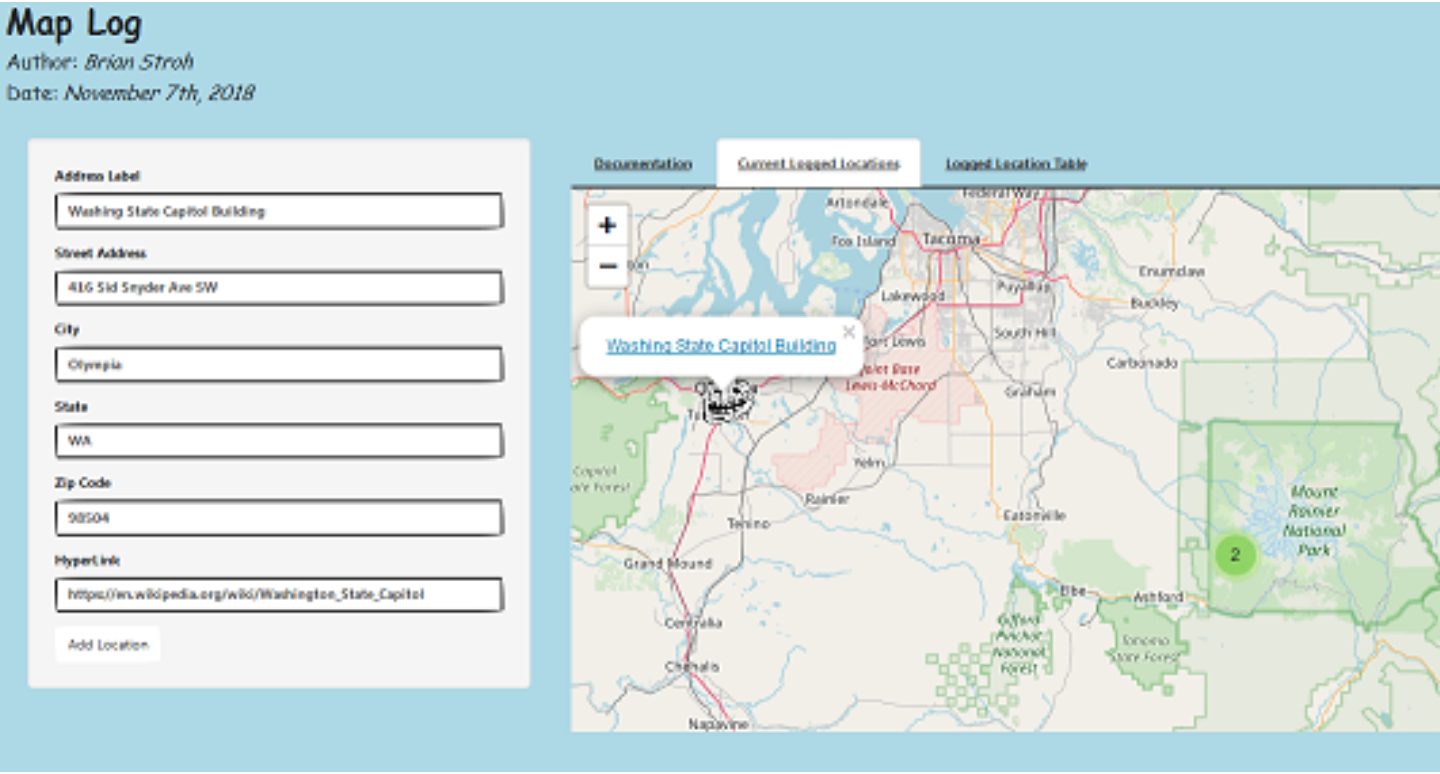 Map Log
Author: Brian Stroh
Date: November 7th, 2018
Address Label
Washing State Capitol Building
Street Address
416 Sid Snyder Ave SW
City
Olympia
State
WA
Zip Code
98504
HyperLink
https://en.wikipedia.org/wiki/Washington_State_Capitol
Add Location
Documentation
Current Logged Locations
Logged Location Table
+
−
Washing State Capitol Building
×
Federal Way
Artondale
Fox Island
Tacoma
Enumclaw
Puyallup
Lakewood
Buckley
South Hill
Fort Lewis
Carbonado
Joint Base
Lewis-McChord
Graham
Yelm
Capitol
State Forest
Rainier
Mount
Rainier
National
Park
Eatonville
Tenino
2
Grand Mound
Elbe
Ashford
Centralia
Gifford
Pinchot
National
Forest
Tahoma
State Forest
Chehalis
Napavine